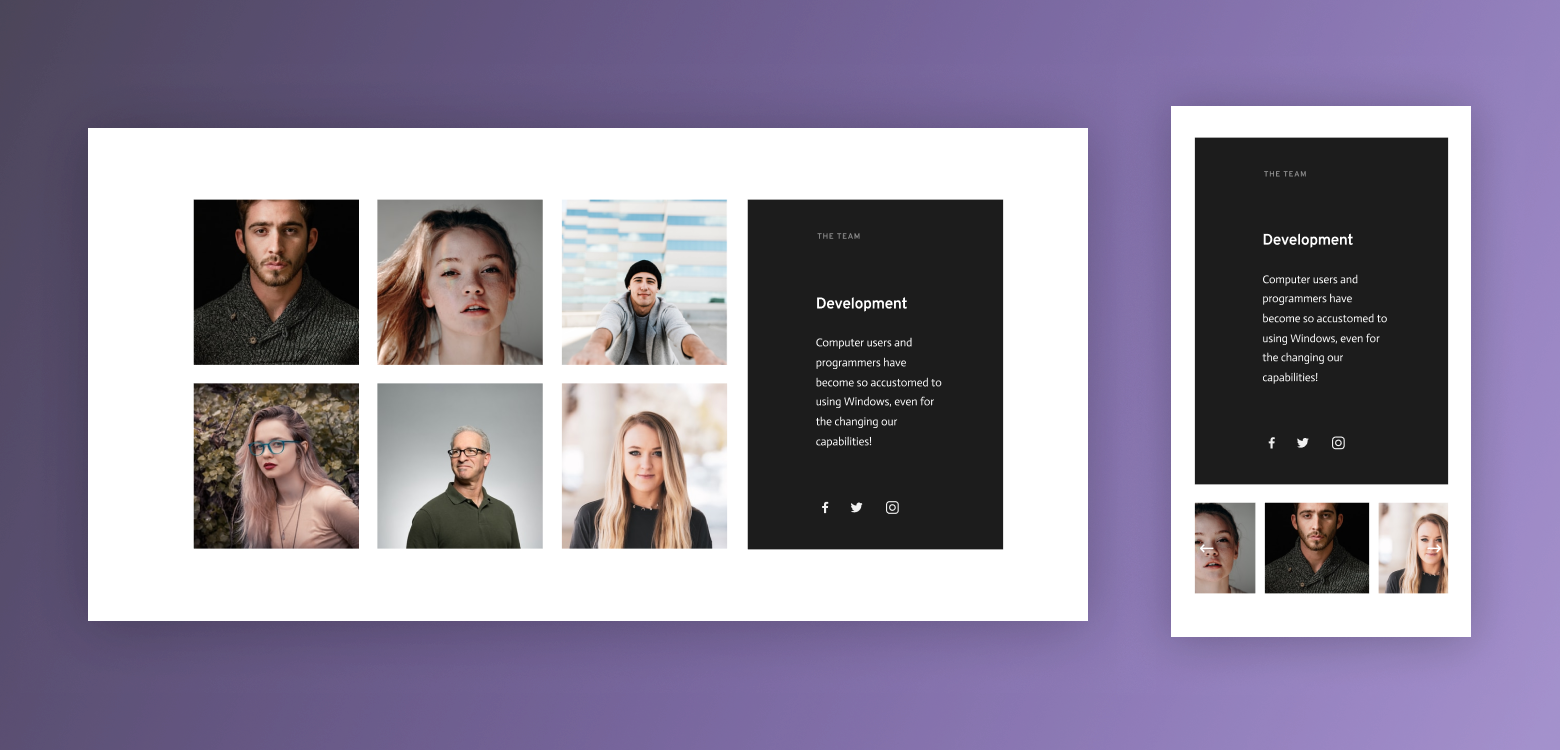 THE TEAM
Development
Computer users and
programmers have
become so accustomed to
using Windows, even for
the changing our
capabilities!
THE TEAM
Development
Computer users and
programmers have
become so accustomed to
using Windows, even for
the changing our
capabilities!